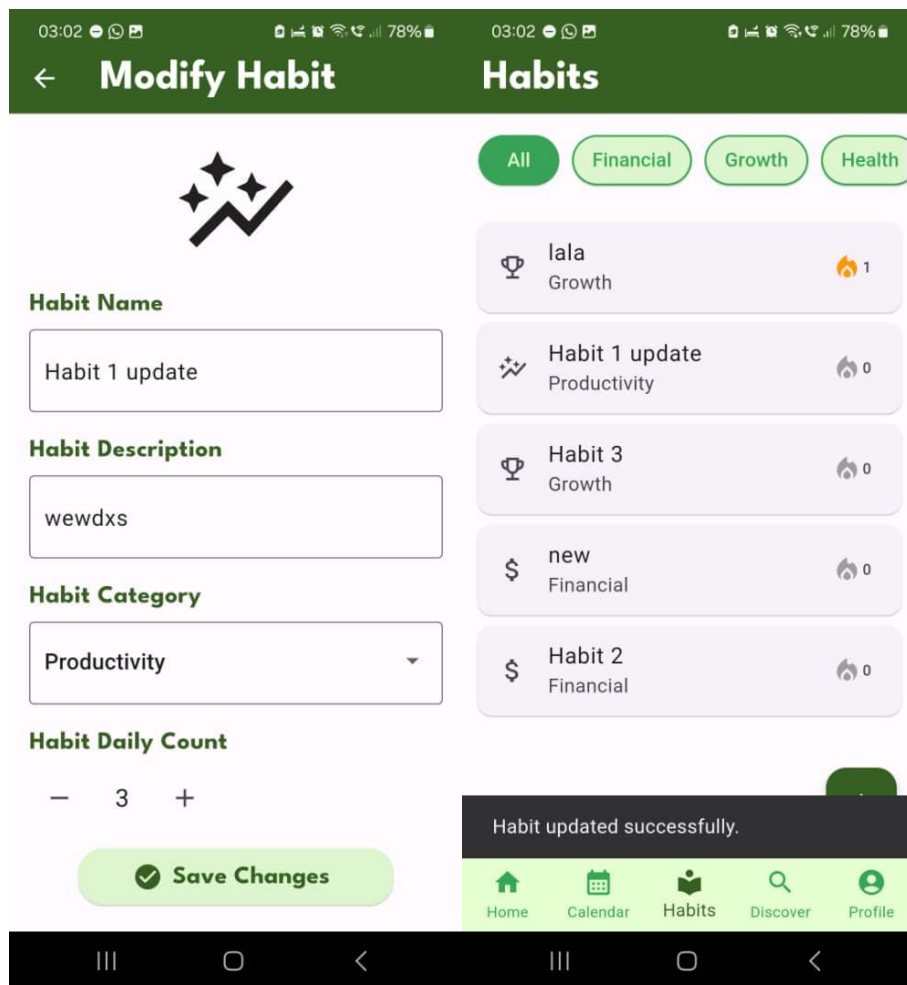 03:02 78%
Modify Habit
Habit Name
Habit 1 update
Habit Description
wewdxs
Habit Category
Productivity
Habit Daily Count
3
Save Changes
03:02 78%
Habits
All Financial Growth Health
lala
Growth
1
Habit 1 update
Productivity
0
Habit 3
Growth
0
new
Financial
0
Habit 2
Financial
0
Habit updated successfully.
Home Calendar Habits Discover Profile